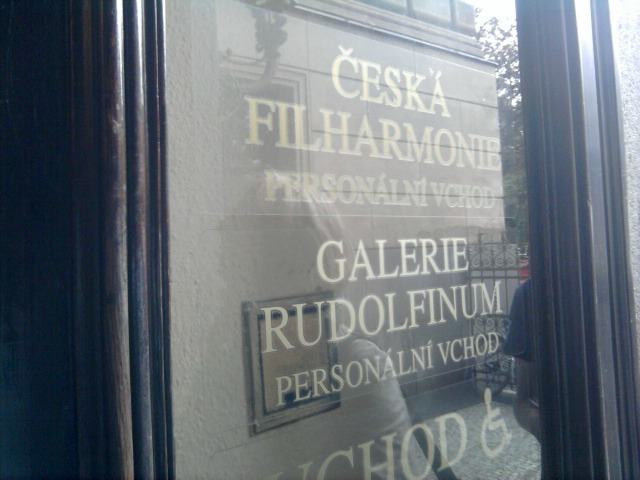 ČESKÁ
FILHARMONIE
PERSONÁLNÍ VCHOD
GALERIE
RUDOLFINUM
PERSONÁLNÍ VCHOD
VCHOD